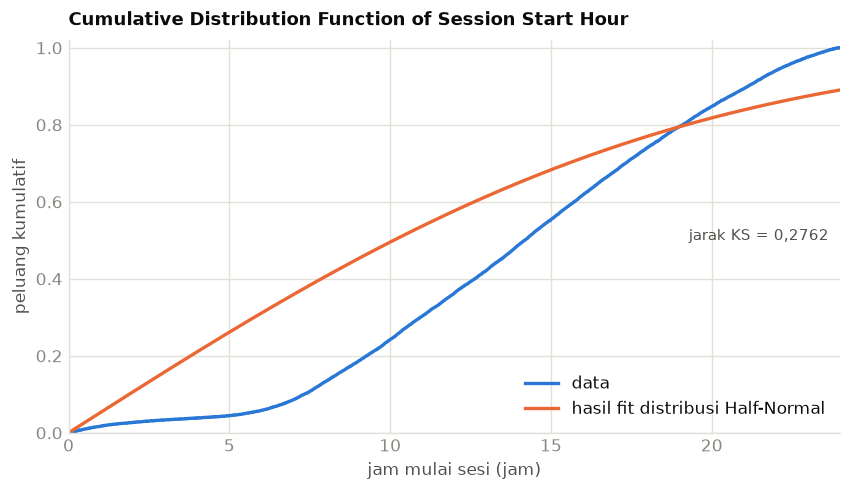 Cumulative Distribution Function of Session Start Hour
1.0
0.8
0.6
0.4
0.2
0.0
peluang kumulatif
jarak KS = 0,2762
data
hasil fit distribusi Half-Normal
0
5
10
15
20
jam mulai sesi (jam)